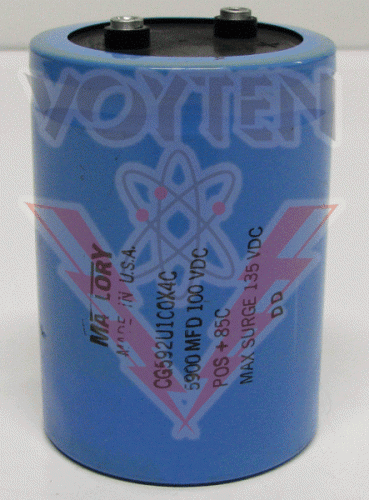 VOYTEN
MALLORY
MADE IN U.S.A.
CG592U100X4C
5900 MFD 100 VDC
POS + 85C
MAX SURGE 135 VDC
DD